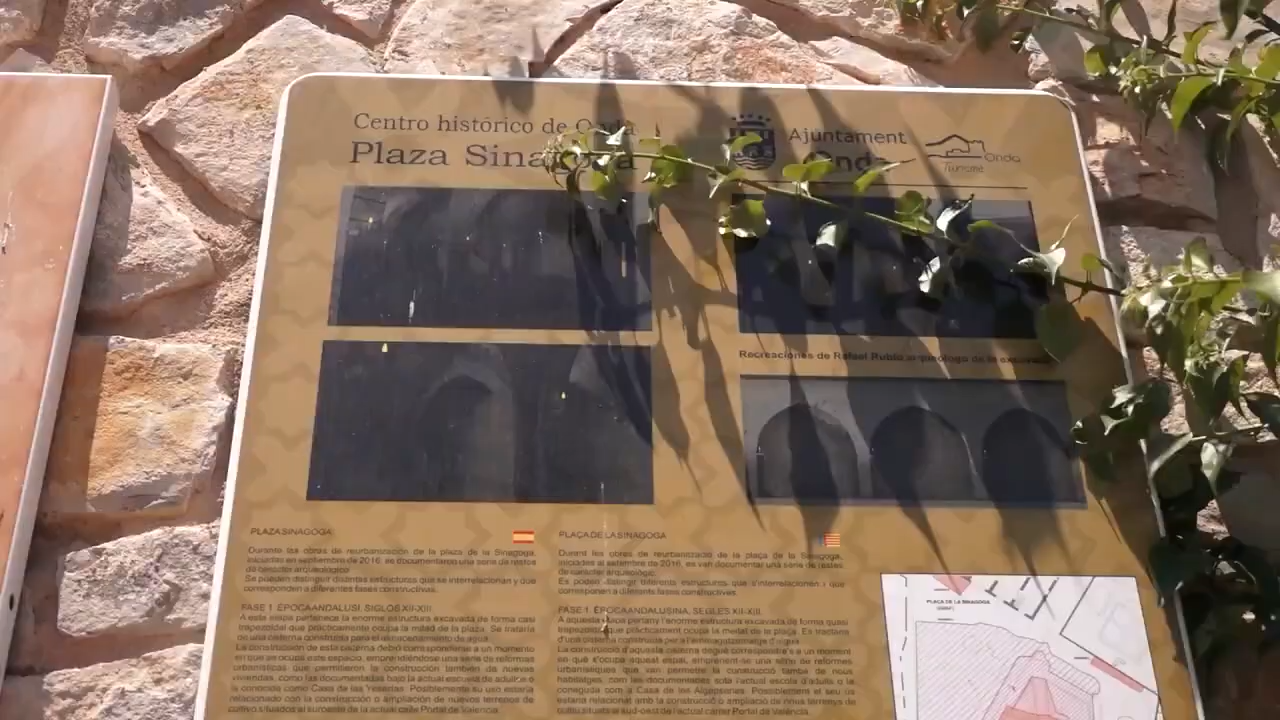 Centro histórico de Onda
Plaza Sinagoga
Ajuntament
Onda
Onda
Turisme
Recreaciones de Rafael Rubio arqueólogo de la
PLAZA SINAGOGA
Durante las obras de reurbanización de la plaza de la Sinagoga,
iniciadas en septiembre de 2016, se documentaron una serie de restos
de carácter arqueológico.
Se pueden distinguir distintas estructuras que se interrelacionan y que
corresponden a diferentes fases constructivas.
FASE 1. ÉPOCA ANDALUSÍ, SIGLOS XII-XIII.
A esta etapa pertenece la enorme estructura excavada de forma casi
trapezoidal que prácticamente ocupa la mitad de la plaza. Se trataría
de una cisterna construida para el almacenamiento de agua.
La construcción de esta cisterna debió corresponderse a un momento
en que se ocupa este espacio, emprendiéndose una serie de reformas
urbanísticas que permitieron la construcción también de nuevas
viviendas, como las documentadas bajo la actual escuela de adultos o
la conocida como Casa de las Yeserías. Posiblemente su uso estaría
relacionado con la construcción o ampliación de nuevos terrenos de
cultivo situados al sureste de la actual calle Portal de Valencia.
PLAÇA DE LA SINAGOGA
Durant les obres de reurbanització de la plaça de la Sinagoga,
iniciades al setembre de 2016, es van documentar una sèrie de restes
de caràcter arqueològic.
Es poden distingir diferents estructures que s'interrelacionen i que
corresponen a diferents fases constructives.
FASE 1. ÈPOCA ANDALUSINA, SEGLES XII-XIII.
A aquesta etapa pertany l'enorme estructura excavada de forma quasi
trapezoidal que pràcticament ocupa la meitat de la plaça. Es tractaria
d'una cisterna construïda per a l'emmagatzematge d'aigua.
La construcció d'aquesta cisterna degué correspondre's a un moment
en què s'ocupa aquest espai, emprenent-se una sèrie de reformes
urbanístiques que van permetre la construcció també de nous
habitatges, com les documentades sota l'actual escola d'adults o la
coneguda com a Casa de les Algepseries. Possiblement el seu ús
estaria relacionat amb la construcció o ampliació de nous terrenys de
cultiu situats al sud-oest de l'actual carrer Portal de València.
PLAÇA DE LA SINAGOGA